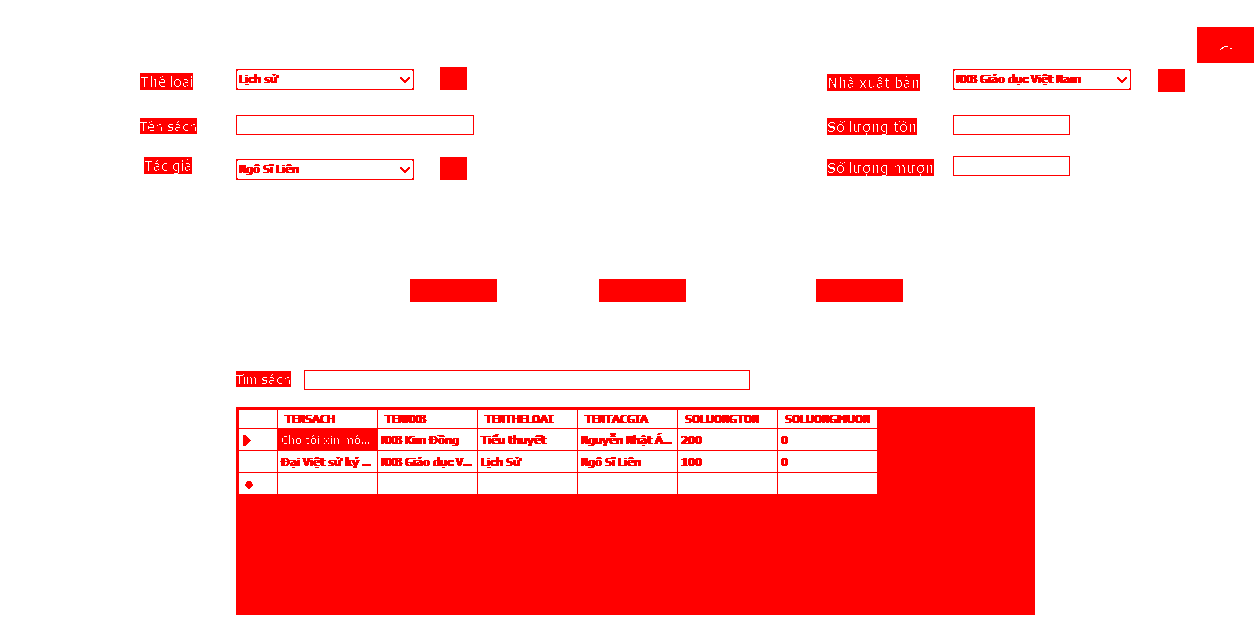 Thể loại Lịch sử Nhà xuất bản NXB Giáo dục Việt Nam
Tên sách Số lượng tồn
Tác giả Ngô Sĩ Liên Số lượng mượn
Tìm sách
TENSACH TENNXB TENTHELOAI TENTACGIA SOLUONGTON SOLUONGMUON
Cho tôi xin mộ... NXB Kim Đồng Tiểu thuyết Nguyễn Nhật Á... 200 0
Đại Việt sử ký ... NXB Giáo dục V... Lịch Sử Ngô Sĩ Liên 100 0